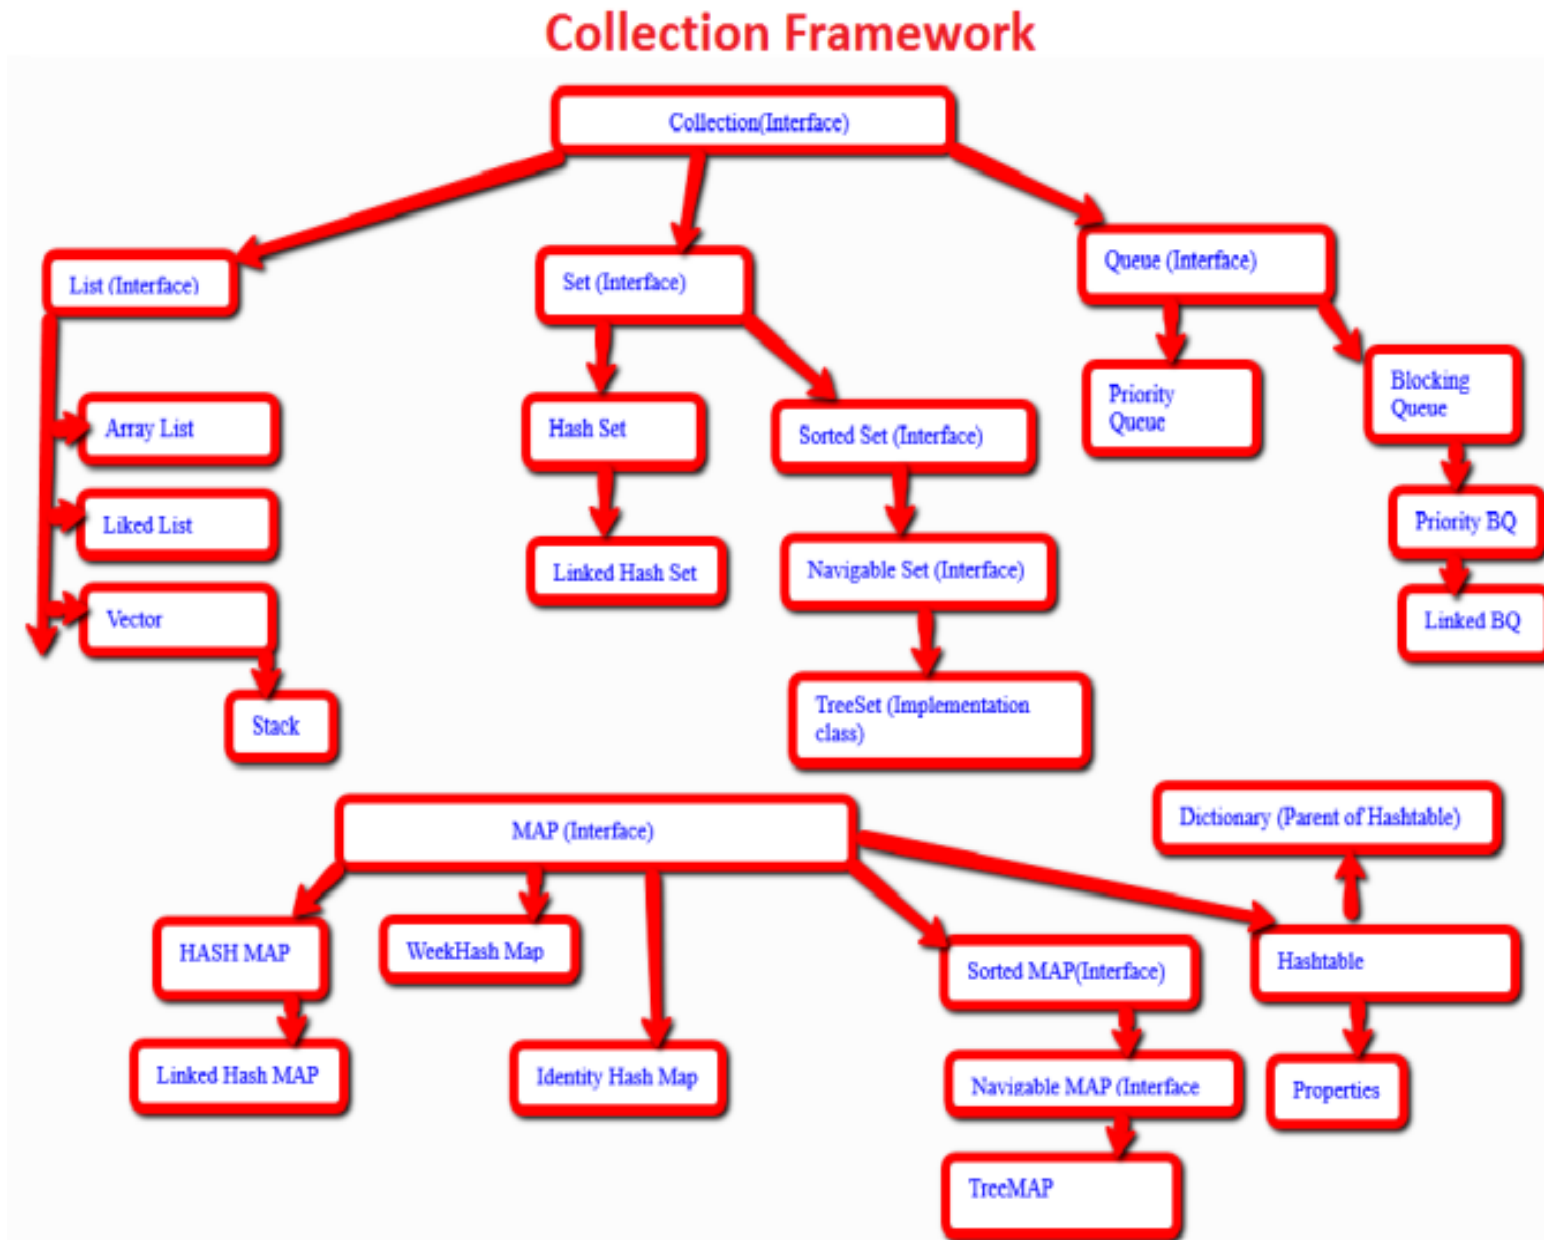 Collection Framework
Collection(Interface)
List (Interface)
Set (Interface)
Queue (Interface)
Array List
Liked List
Vector
Stack
Hash Set
Linked Hash Set
Sorted Set (Interface)
Navigable Set (Interface)
TreeSet (Implementation
class)
Priority
Queue
Blocking
Queue
Priority BQ
Linked BQ
MAP (Interface)
Dictionary (Parent of Hashtable)
HASH MAP
WeekHash Map
Sorted MAP(Interface)
Hashtable
Linked Hash MAP
Identity Hash Map
Navigable MAP (Interface
Properties
TreeMAP